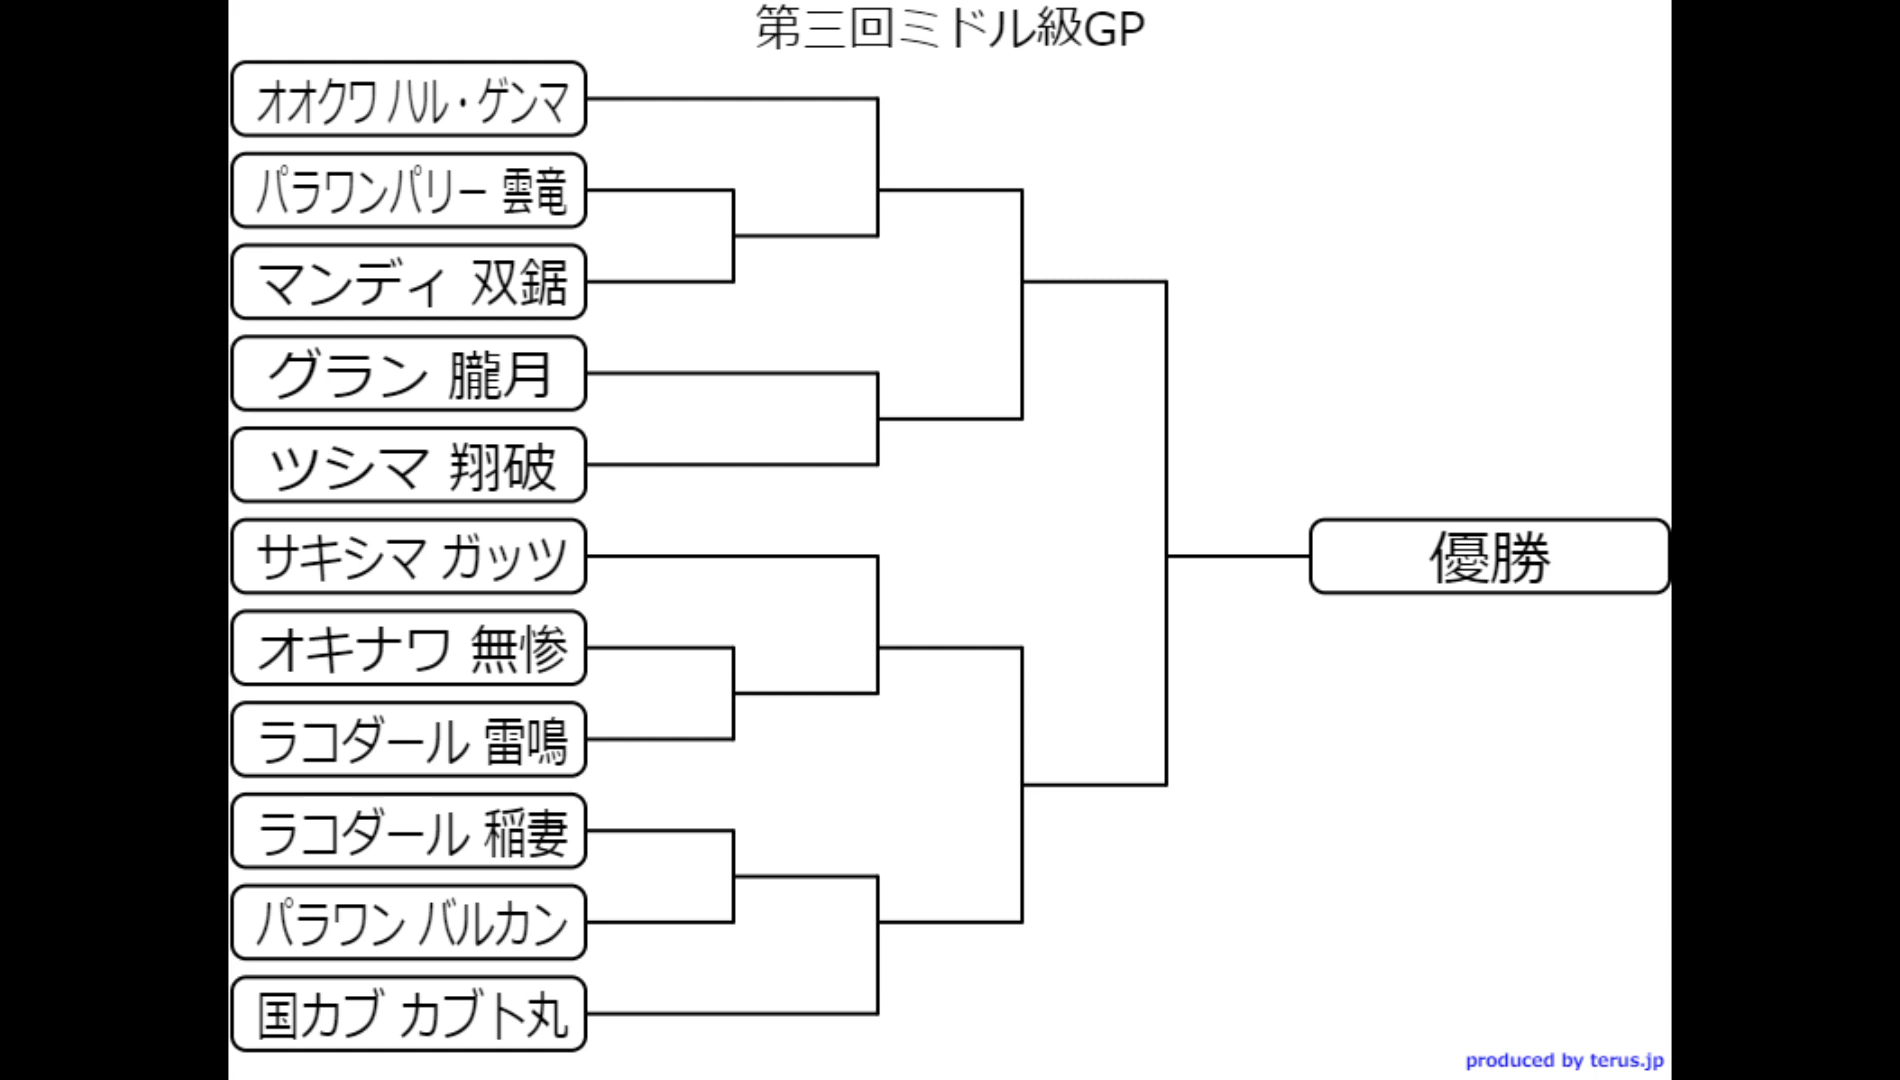 第三回ミドル級GP
オオクワ ハル・ゲンマ
パラワンパリー 雲竜
マンディ 双鋸
グラン 朧月
ツシマ 翔破
サキシマ ガッツ
優勝
オキナワ 無惨
ラコダール 雷鳴
ラコダール 稲妻
パラワン バルカン
国カブ カブト丸
produced by terus.jp